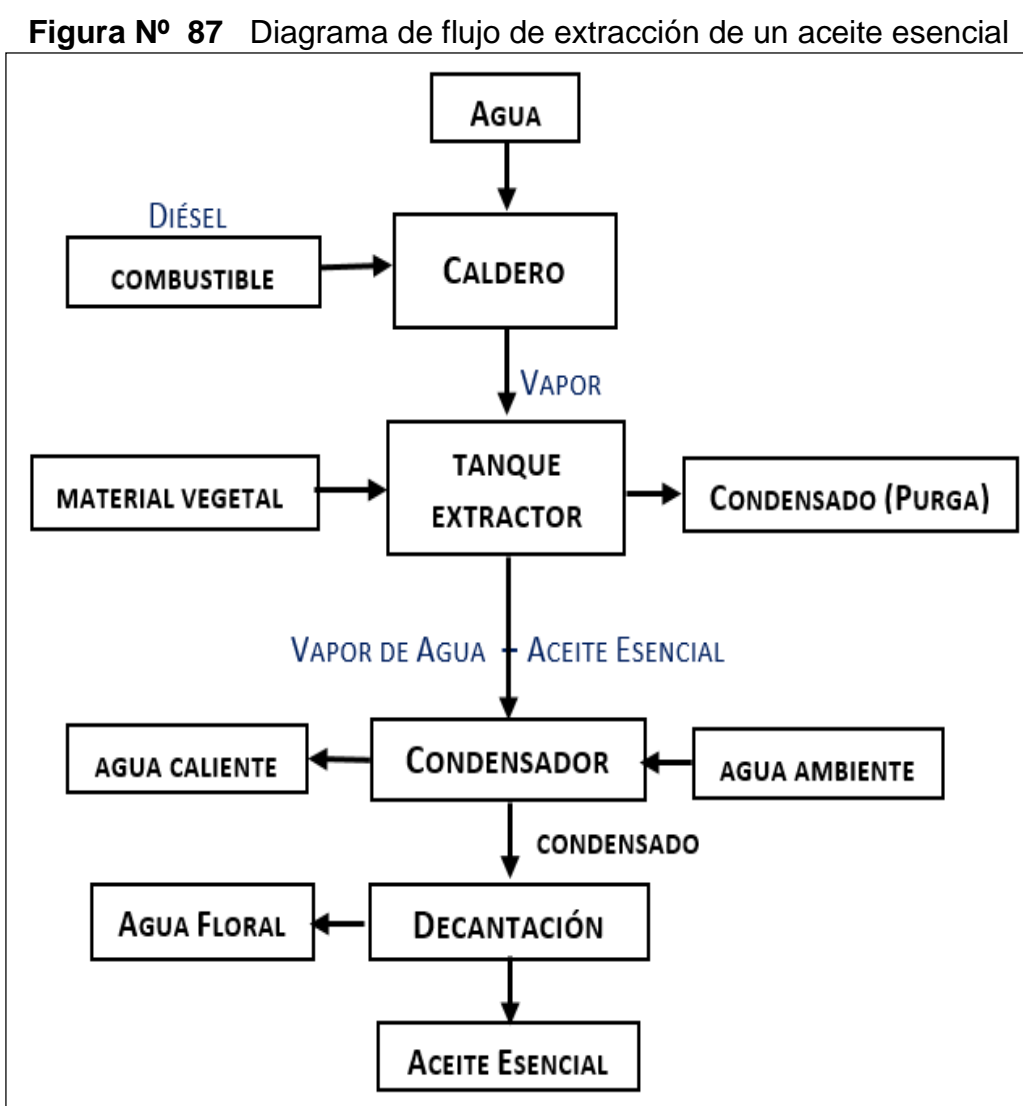 Figura Nº 87 Diagrama de flujo de extracción de un aceite esencial
AGUA
DIÉSEL
COMBUSTIBLE
CALDERO
VAPOR
MATERIAL VEGETAL
TANQUE
EXTRACTOR
CONDENSADO (PURGA)
VAPOR DE AGUA + ACEITE ESENCIAL
AGUA CALIENTE
CONDENSADOR
AGUA AMBIENTE
CONDENSADO
AGUA FLORAL
DECANTACIÓN
ACEITE ESENCIAL